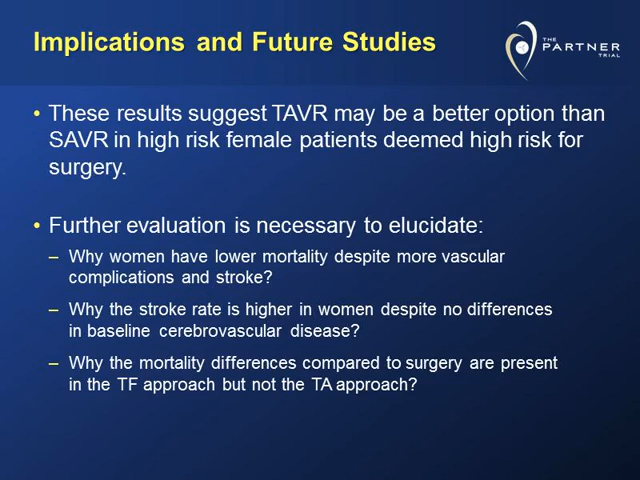 Implications and Future Studies
THE
PARTNER
TRIAL
• These results suggest TAVR may be a better option than
SAVR in high risk female patients deemed high risk for
surgery.
• Further evaluation is necessary to elucidate:
– Why women have lower mortality despite more vascular
complications and stroke?
– Why the stroke rate is higher in women despite no differences
in baseline cerebrovascular disease?
– Why the mortality differences compared to surgery are present
in the TF approach but not the TA approach?